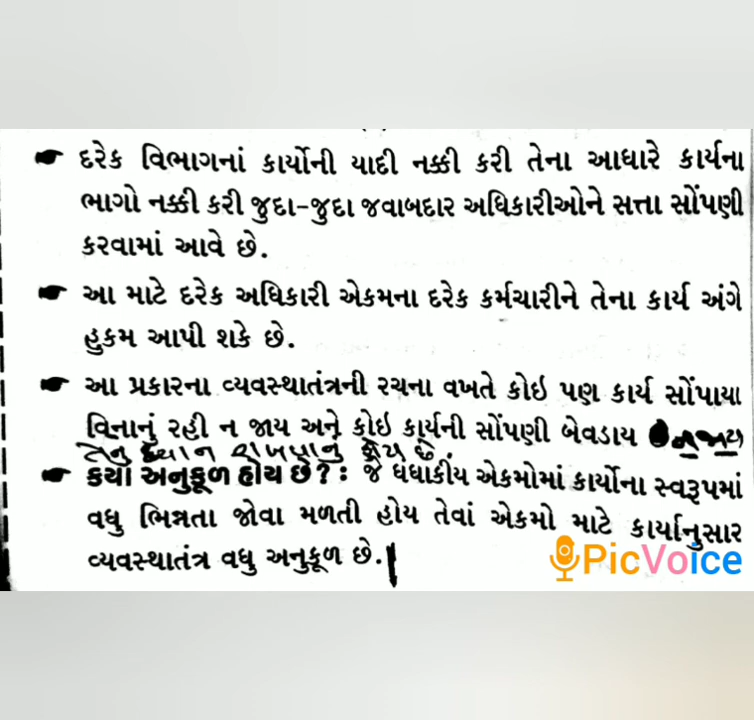 ☛ દરેક વિભાગનાં કાર્યોની યાદી નક્કી કરી તેના આધારે કાર્યના
ભાગો નક્કી કરી જુદા-જુદા જવાબદાર અધિકારીઓને સત્તા સોંપણી
કરવામાં આવે છે.
☛ આ માટે દરેક અધિકારી એકમના દરેક કર્મચારીને તેના કાર્ય અંગે
હુકમ આપી શકે છે.
☛ આ પ્રકારના વ્યવસ્થાતંત્રની રચના વખતે કોઇ પણ કાર્ય સોંપાયા
વિનાનું રહી ન જાય અને કોઇ કાર્યની સોંપણી બેવડાય
તેનુ ધ્યાન રાખવાનું હોય છે.
☛ કયાં અનુકૂળ હોય છે? : જે ધંધાકીય એકમોમાં કાર્યોના સ્વરૂપમાં
વધુ ભિન્નતા જોવા મળતી હોય તેવાં એકમો માટે કાર્યાનુસાર
વ્યવસ્થાતંત્ર વધુ અનુકૂળ છે.
PicVoice